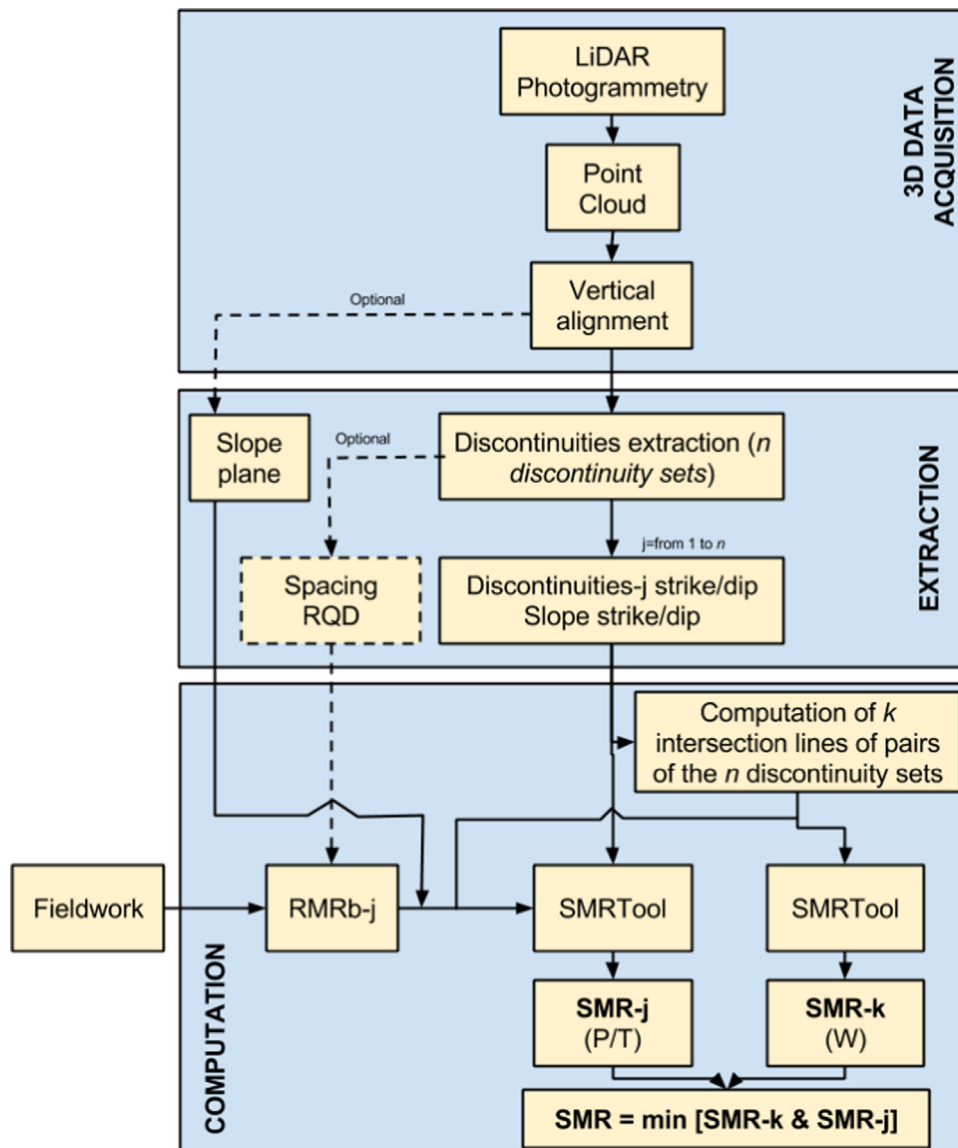 LiDAR
Photogrammetry
3D DATA
ACQUISITION
Point
Cloud
Vertical
alignment
Optional
Slope
plane
Optional
Discontinuities extraction (n
discontinuity sets)
EXTRACTION
j=from 1 to n
Spacing
RQD
Discontinuities-j strike/dip
Slope strike/dip
Computation of k
intersection lines of pairs
of the n discontinuity sets
Fieldwork
RMRb-j
SMRTool
SMRTool
COMPUTATION
SMR-j
(P/T)
SMR-k
(W)
SMR = min [SMR-k & SMR-j]